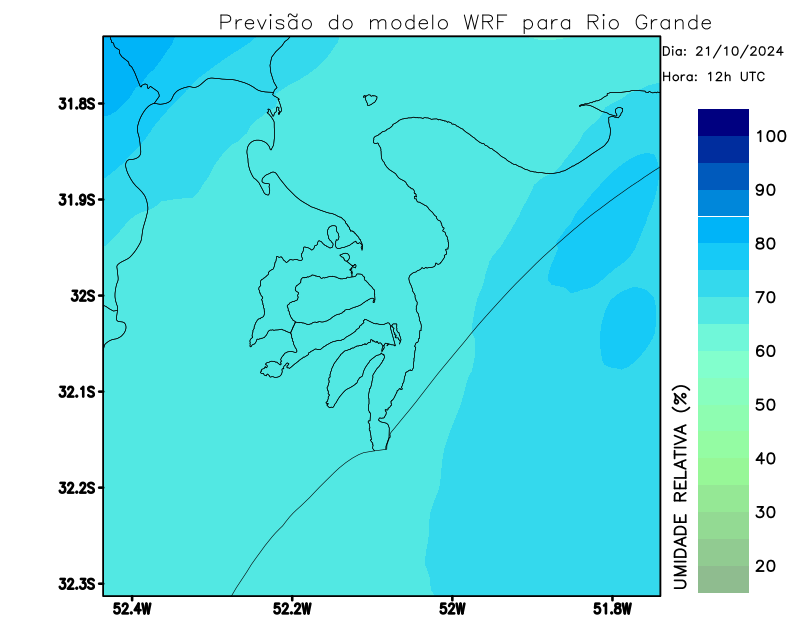 Previsão do modelo WRF para Rio Grande
Dia: 21/10/2024
Hora: 12h UTC
31.8S
31.9S
32S
32.1S
32.2S
32.3S
52.4W 52.2W 52W 51.8W
100
90
80
70
60
50
40
30
20
UMIDADE RELATIVA (%)